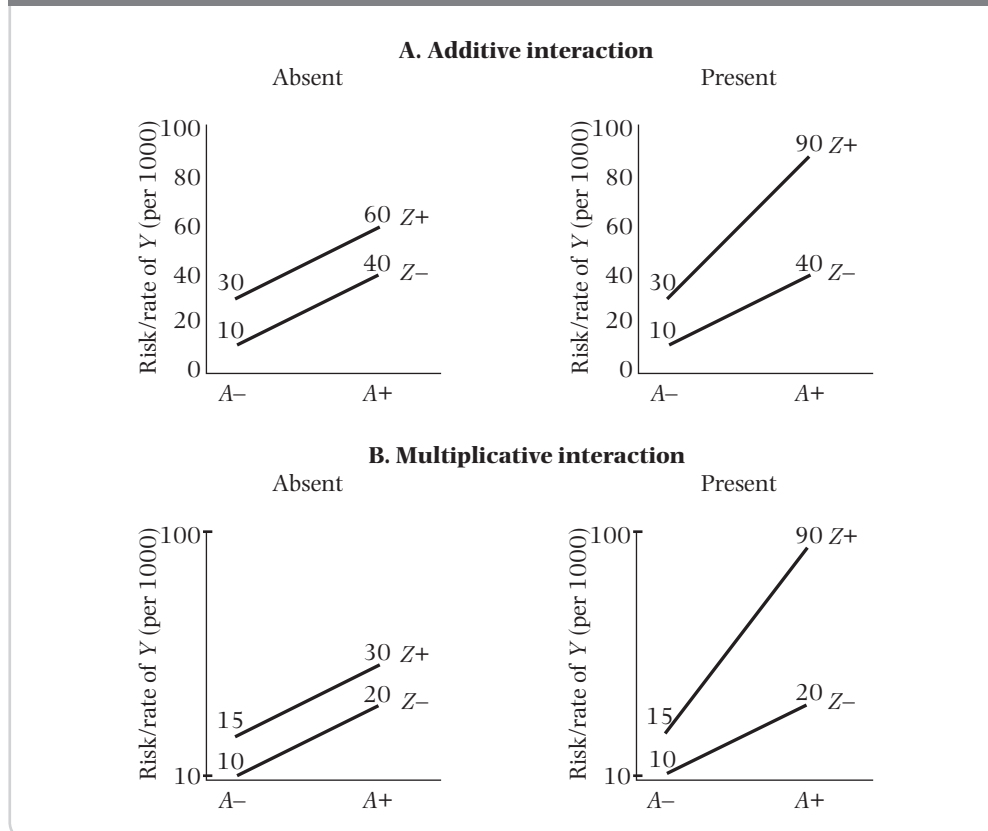 A. Additive interaction
Absent
Present
Risk/rate of Y (per 1000)
100
80
60
40
20
0
30
10
60 Z+
40 Z−
A−
A+
Risk/rate of Y (per 1000)
100
80
60
40
20
0
30
10
90 Z+
40 Z−
A−
A+
B. Multiplicative interaction
Absent
Present
Risk/rate of Y (per 1000)
100
10
15
10
30 Z+
20 Z−
A−
A+
Risk/rate of Y (per 1000)
100
10
15
10
90 Z+
20 Z−
A−
A+